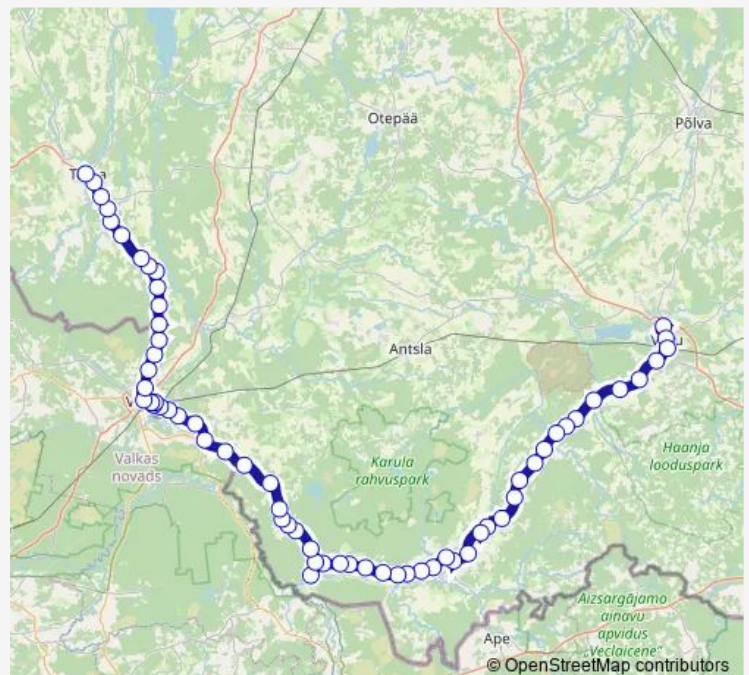 Otepää
Põlva
Antsla
Valkas
novads
Karula
rahvuspark
Haanja
looduspark
Aizsargājamo
ainavu
apvidus
„Veclaicene"
Ape
© OpenStreetMap contributors